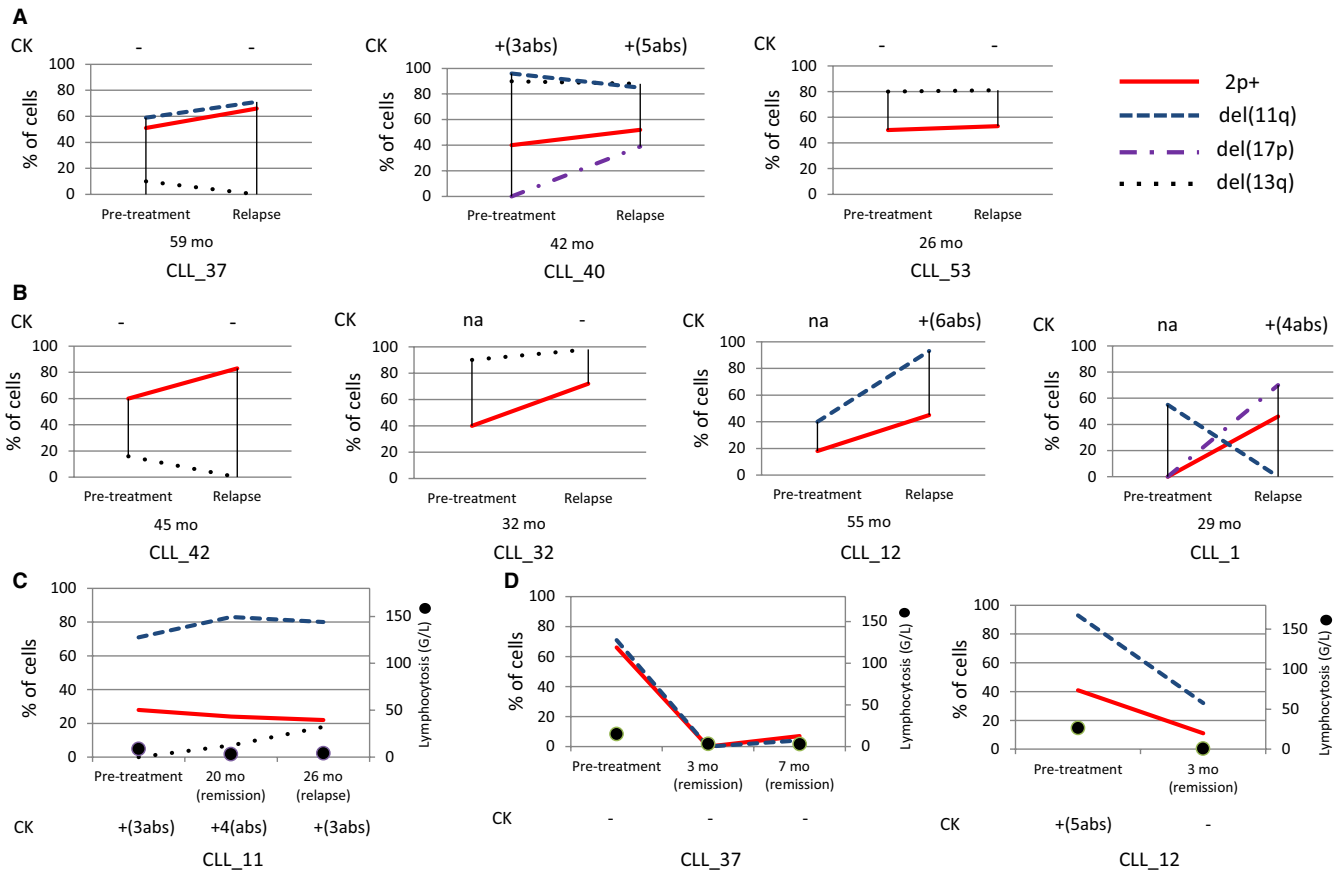 A
CK - -
100
80
60
40
20
0
% of cells
Pre-treatment Relapse
59 mo
CLL_37
CK +(3abs) +(5abs)
100
80
60
40
20
0
% of cells
Pre-treatment Relapse
42 mo
CLL_40
CK - -
100
80
60
40
20
0
% of cells
Pre-treatment Relapse
26 mo
CLL_53
2p+
del(11q)
del(17p)
del(13q)
B
CK - -
100
80
60
40
20
0
% of cells
Pre-treatment Relapse
45 mo
CLL_42
CK na -
100
80
60
40
20
0
% of cells
Pre-treatment Relapse
32 mo
CLL_32
CK na +(6abs)
100
80
60
40
20
0
% of cells
Pre-treatment Relapse
55 mo
CLL_12
CK na +(4abs)
100
80
60
40
20
0
% of cells
Pre-treatment Relapse
29 mo
CLL_1
C
100
80
60
40
20
0
% of cells
150
100
50
0
Lymphocytosis (G/L)
Pre-treatment 20 mo 26 mo
(remission) (relapse)
CK +(3abs) +4(abs) +(3abs)
CLL_11
D
100
80
60
40
20
0
% of cells
150
100
50
0
Lymphocytosis (G/L)
Pre-treatment 3 mo 7 mo
(remission) (remission)
CK - - -
CLL_37
100
80
60
40
20
0
% of cells
150
100
50
0
Lymphocytosis (G/L)
Pre-treatment 3 mo
(remission)
CK +(5abs) -
CLL_12